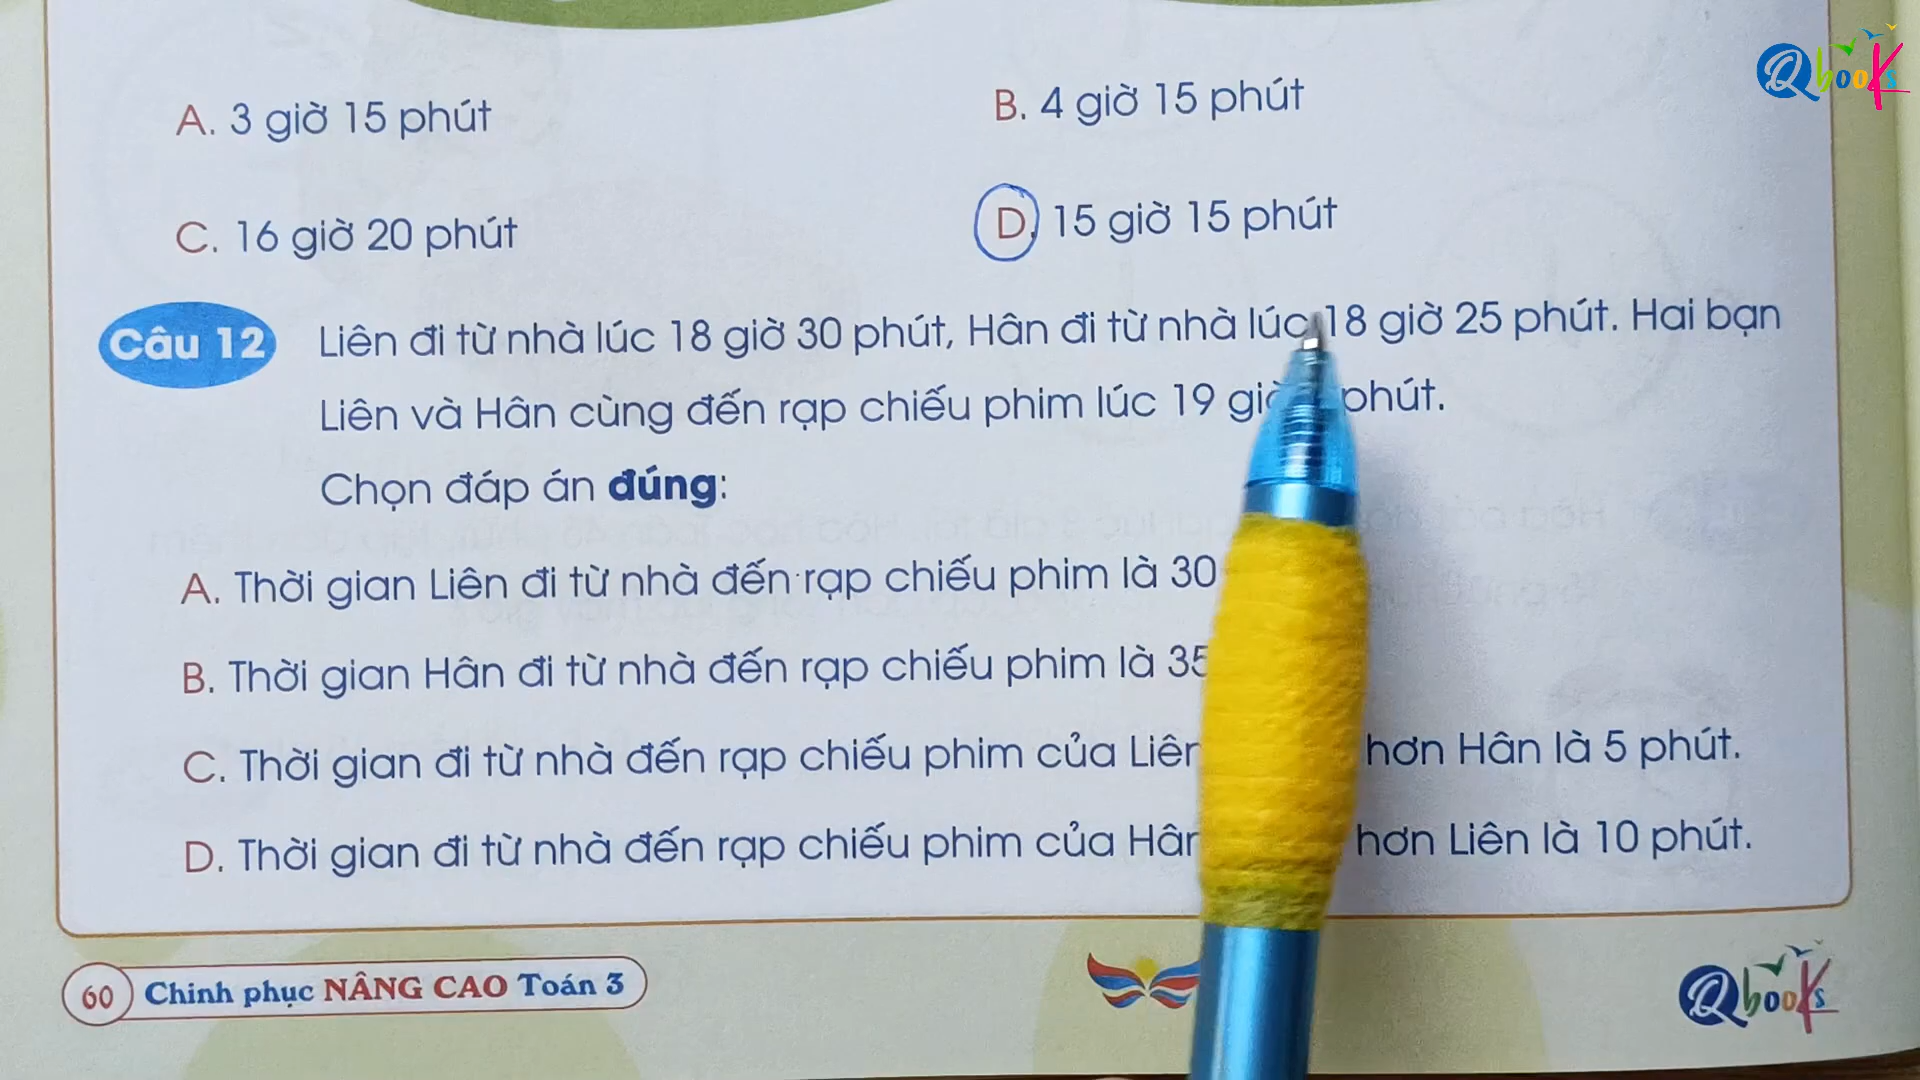 Qbooks
A. 3 giờ 15 phút
B. 4 giờ 15 phút
C. 16 giờ 20 phút
D. 15 giờ 15 phút
Câu 12 Liên đi từ nhà lúc 18 giờ 30 phút, Hân đi từ nhà lúc 18 giờ 25 phút. Hai bạn
Liên và Hân cùng đến rạp chiếu phim lúc 19 giờ phút.
Chọn đáp án đúng:
A. Thời gian Liên đi từ nhà đến rạp chiếu phim là 30
B. Thời gian Hân đi từ nhà đến rạp chiếu phim là 35
C. Thời gian đi từ nhà đến rạp chiếu phim của Liên hơn Hân là 5 phút.
D. Thời gian đi từ nhà đến rạp chiếu phim của Hân hơn Liên là 10 phút.
60 Chinh phục NÂNG CAO Toán 3
Qbooks